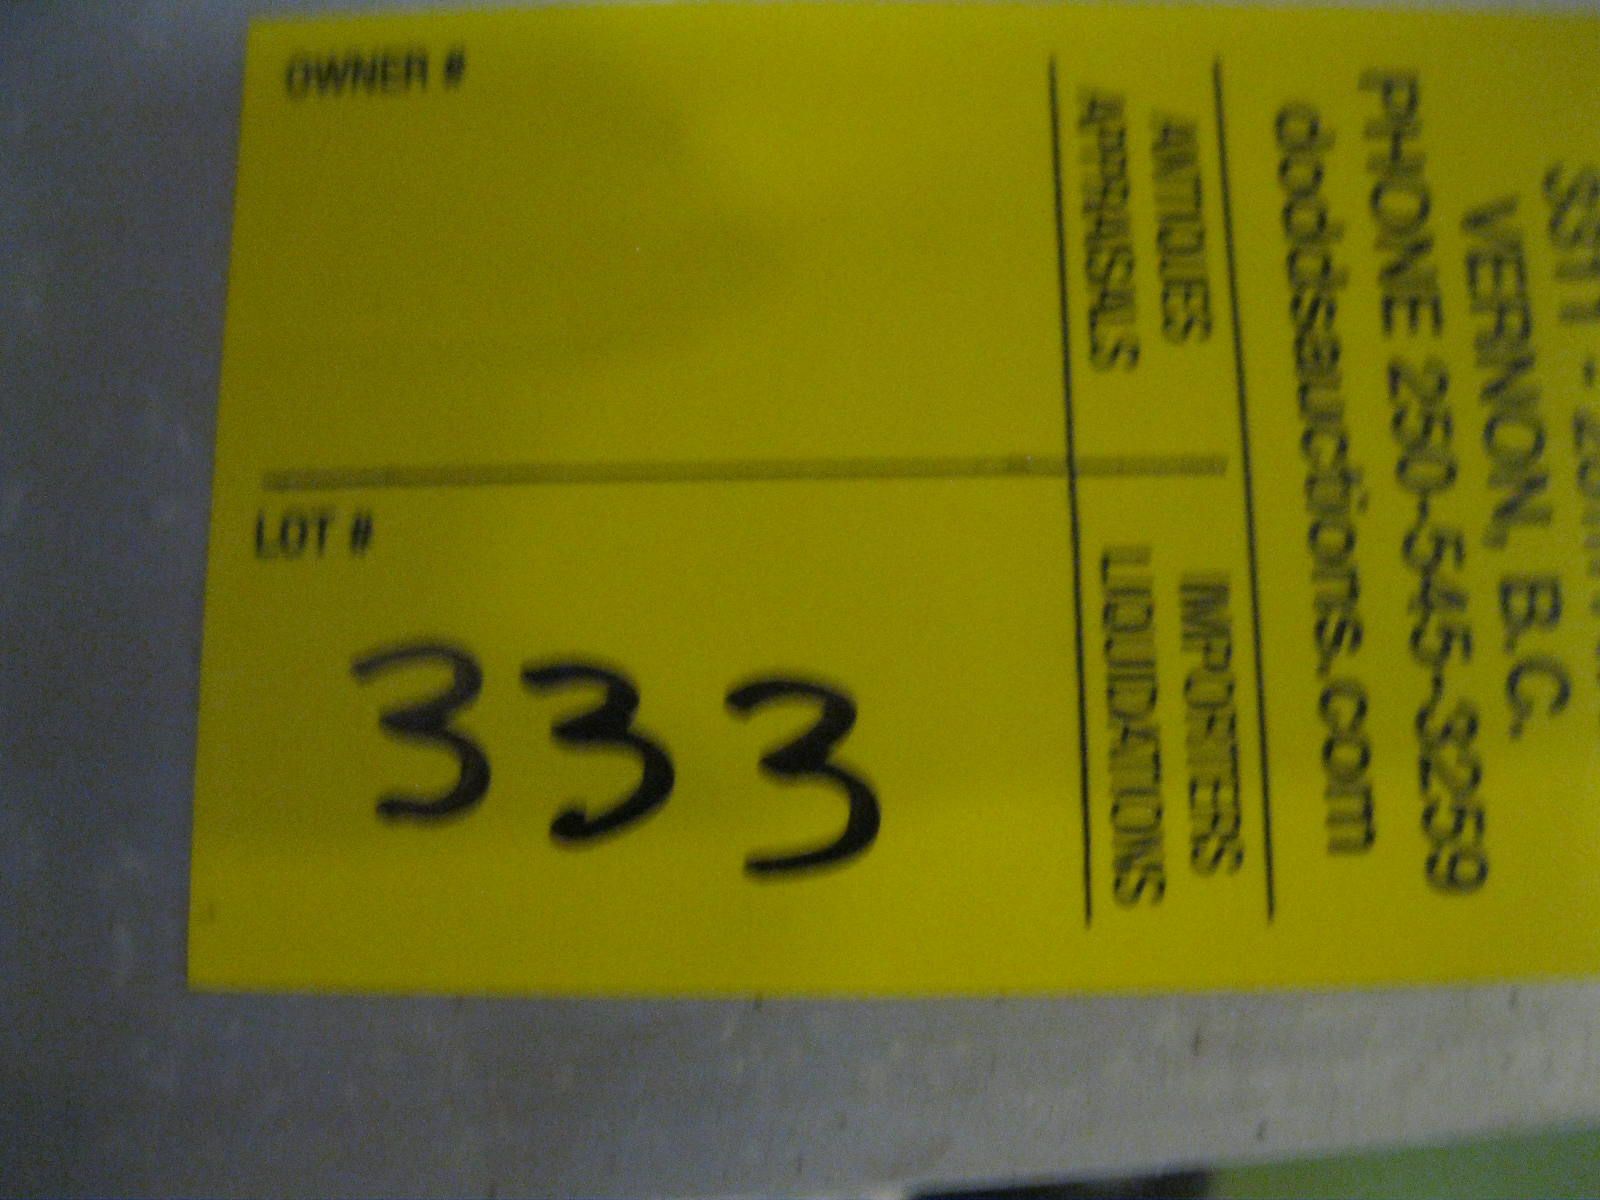 OWNER #
LOT #
333
VERNON, B.C.
PHONE 250-545-3259
doddsauctions.com
ANTIQUES IMPORTERS
APPRAISALS LIQUIDATIONS